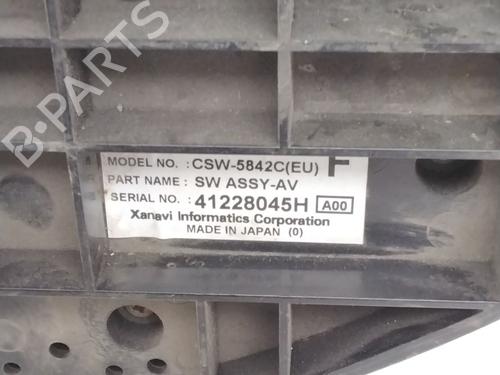 MODEL NO. : CSW-5842C(EU) F
PART NAME : SW ASSY-AV
SERIAL NO. : 41228045H A00
Xanavi Informatics Corporation
MADE IN JAPAN (0)
B-PARTS